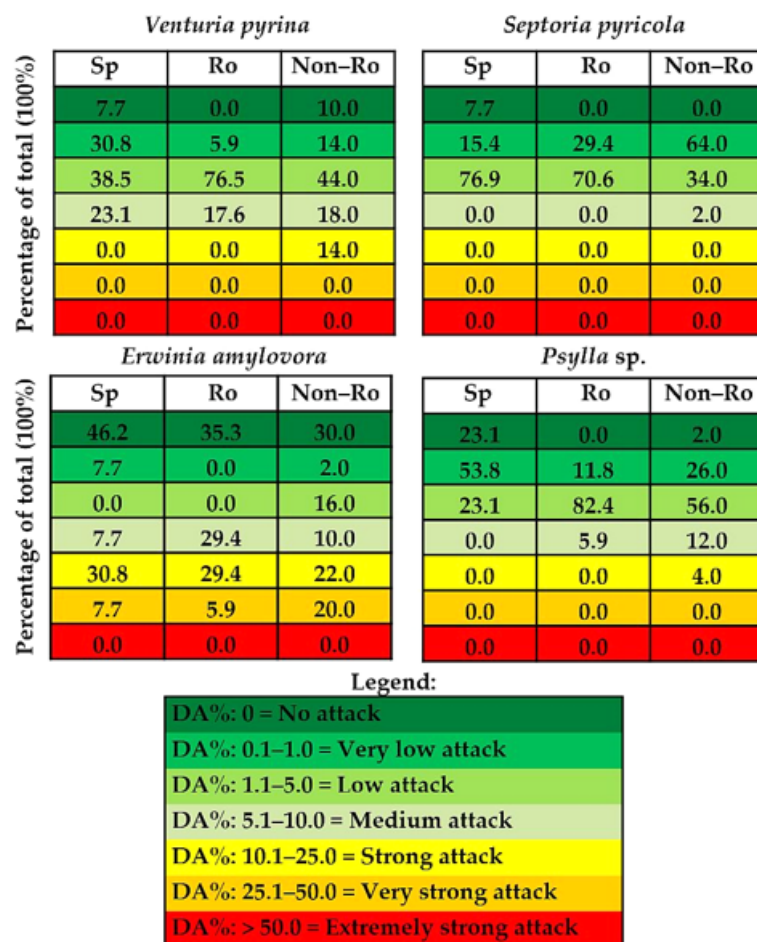 Venturia pyrina
Septoria pyricola
Percentage of total (100%)
Sp Ro Non–Ro
7.7 0.0 10.0
30.8 5.9 14.0
38.5 76.5 44.0
23.1 17.6 18.0
0.0 0.0 14.0
0.0 0.0 0.0
0.0 0.0 0.0
Sp Ro Non–Ro
7.7 0.0 0.0
15.4 29.4 64.0
76.9 70.6 34.0
0.0 0.0 2.0
0.0 0.0 0.0
0.0 0.0 0.0
0.0 0.0 0.0
Erwinia amylovora
Psylla sp.
Percentage of total (100%)
Sp Ro Non–Ro
46.2 35.3 30.0
7.7 0.0 2.0
0.0 0.0 16.0
7.7 29.4 10.0
30.8 29.4 22.0
7.7 5.9 20.0
0.0 0.0 0.0
Sp Ro Non–Ro
23.1 0.0 2.0
53.8 11.8 26.0
23.1 82.4 56.0
0.0 5.9 12.0
0.0 0.0 4.0
0.0 0.0 0.0
0.0 0.0 0.0
Legend:
DA%: 0 = No attack
DA%: 0.1–1.0 = Very low attack
DA%: 1.1–5.0 = Low attack
DA%: 5.1–10.0 = Medium attack
DA%: 10.1–25.0 = Strong attack
DA%: 25.1–50.0 = Very strong attack
DA%: > 50.0 = Extremely strong attack